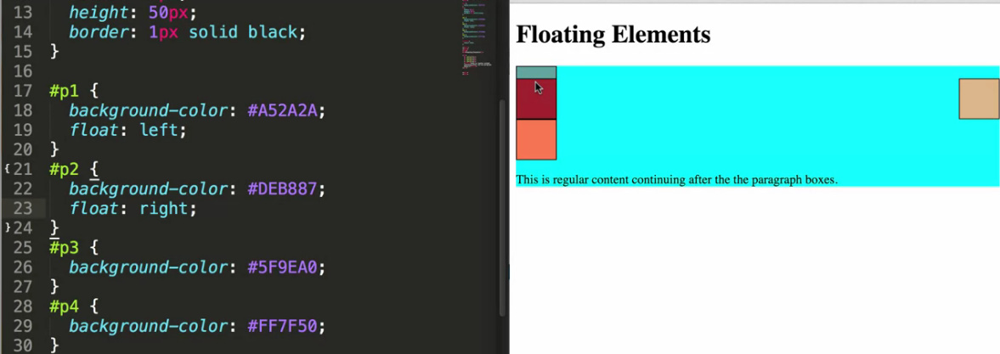 13 height: 50px;
14 border: 1px solid black;
15 }
16
17 #p1 {
18 background-color: #A52A2A;
19 float: left;
20 }
{ 21 #p2 {
22 background-color: #DEB887;
23 float: right;
} 24 }
25 #p3 {
26 background-color: #5F9EA0;
27 }
28 #p4 {
29 background-color: #FF7F50;
30 }
Floating Elements
This is regular content continuing after the the paragraph boxes.